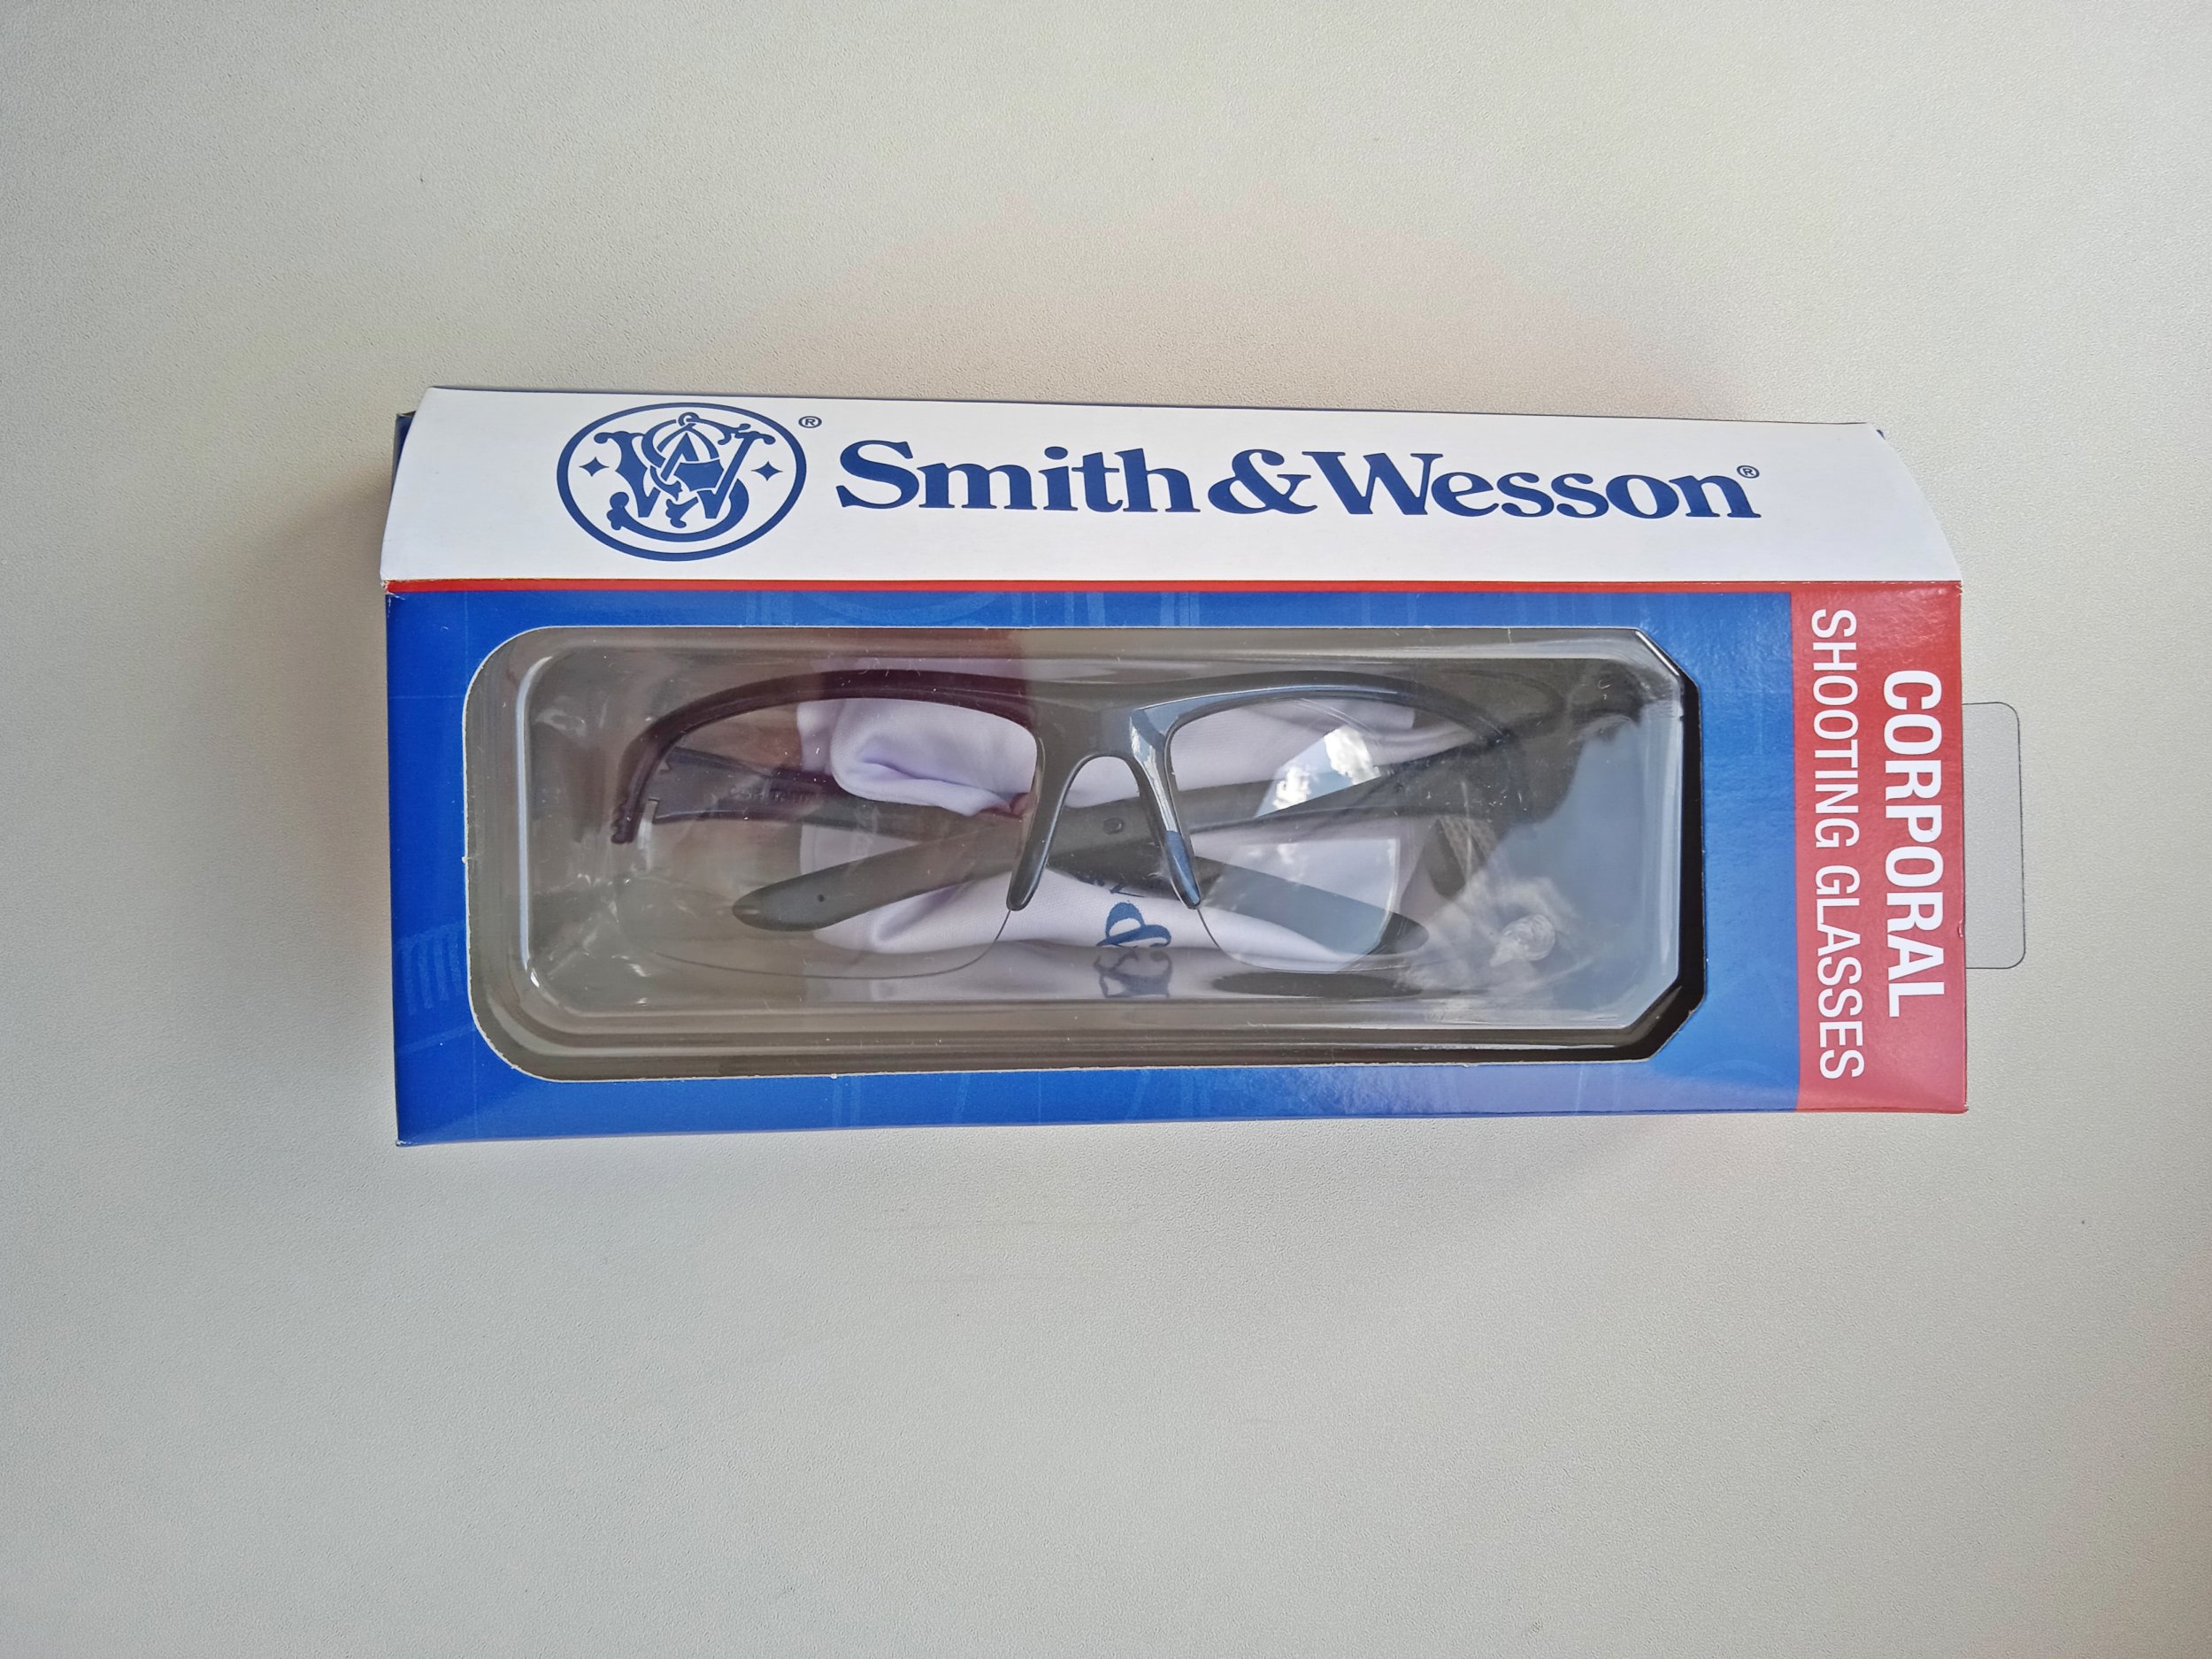 ® Smith & Wesson®
CORPORAL
SHOOTING GLASSES